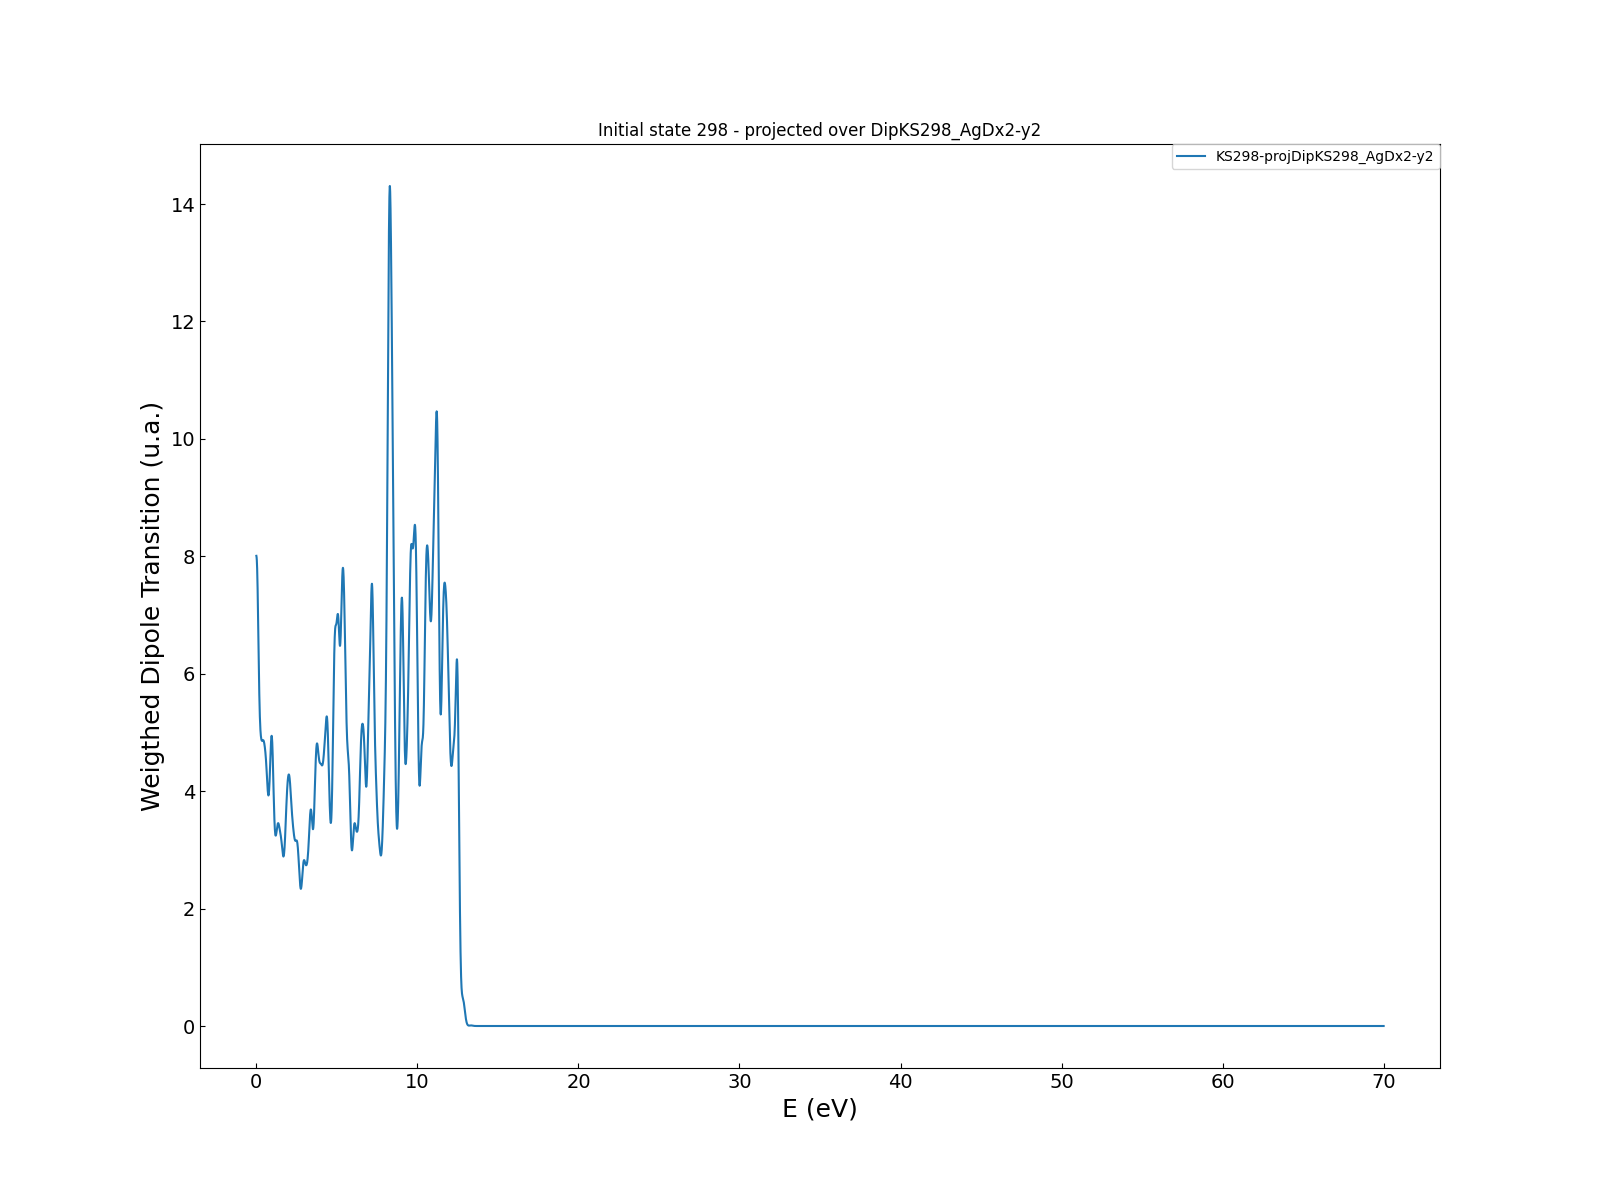 Initial state 298 - projected over DipKS298_AgDx2-y2
KS298-projDipKS298_AgDx2-y2
14
12
10
8
6
4
2
0
Weigthed Dipole Transition (u.a.)
0 10 20 30 40 50 60 70
E (eV)